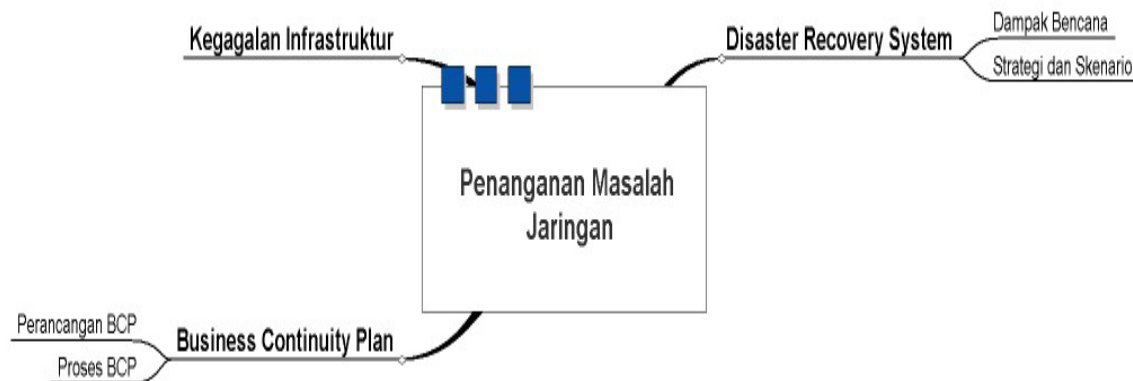 Kegagalan Infrastruktur
Disaster Recovery System
Dampak Bencana
Strategi dan Skenario
Penanganan Masalah
Jaringan
Perancangan BCP
Proses BCP
Business Continuity Plan